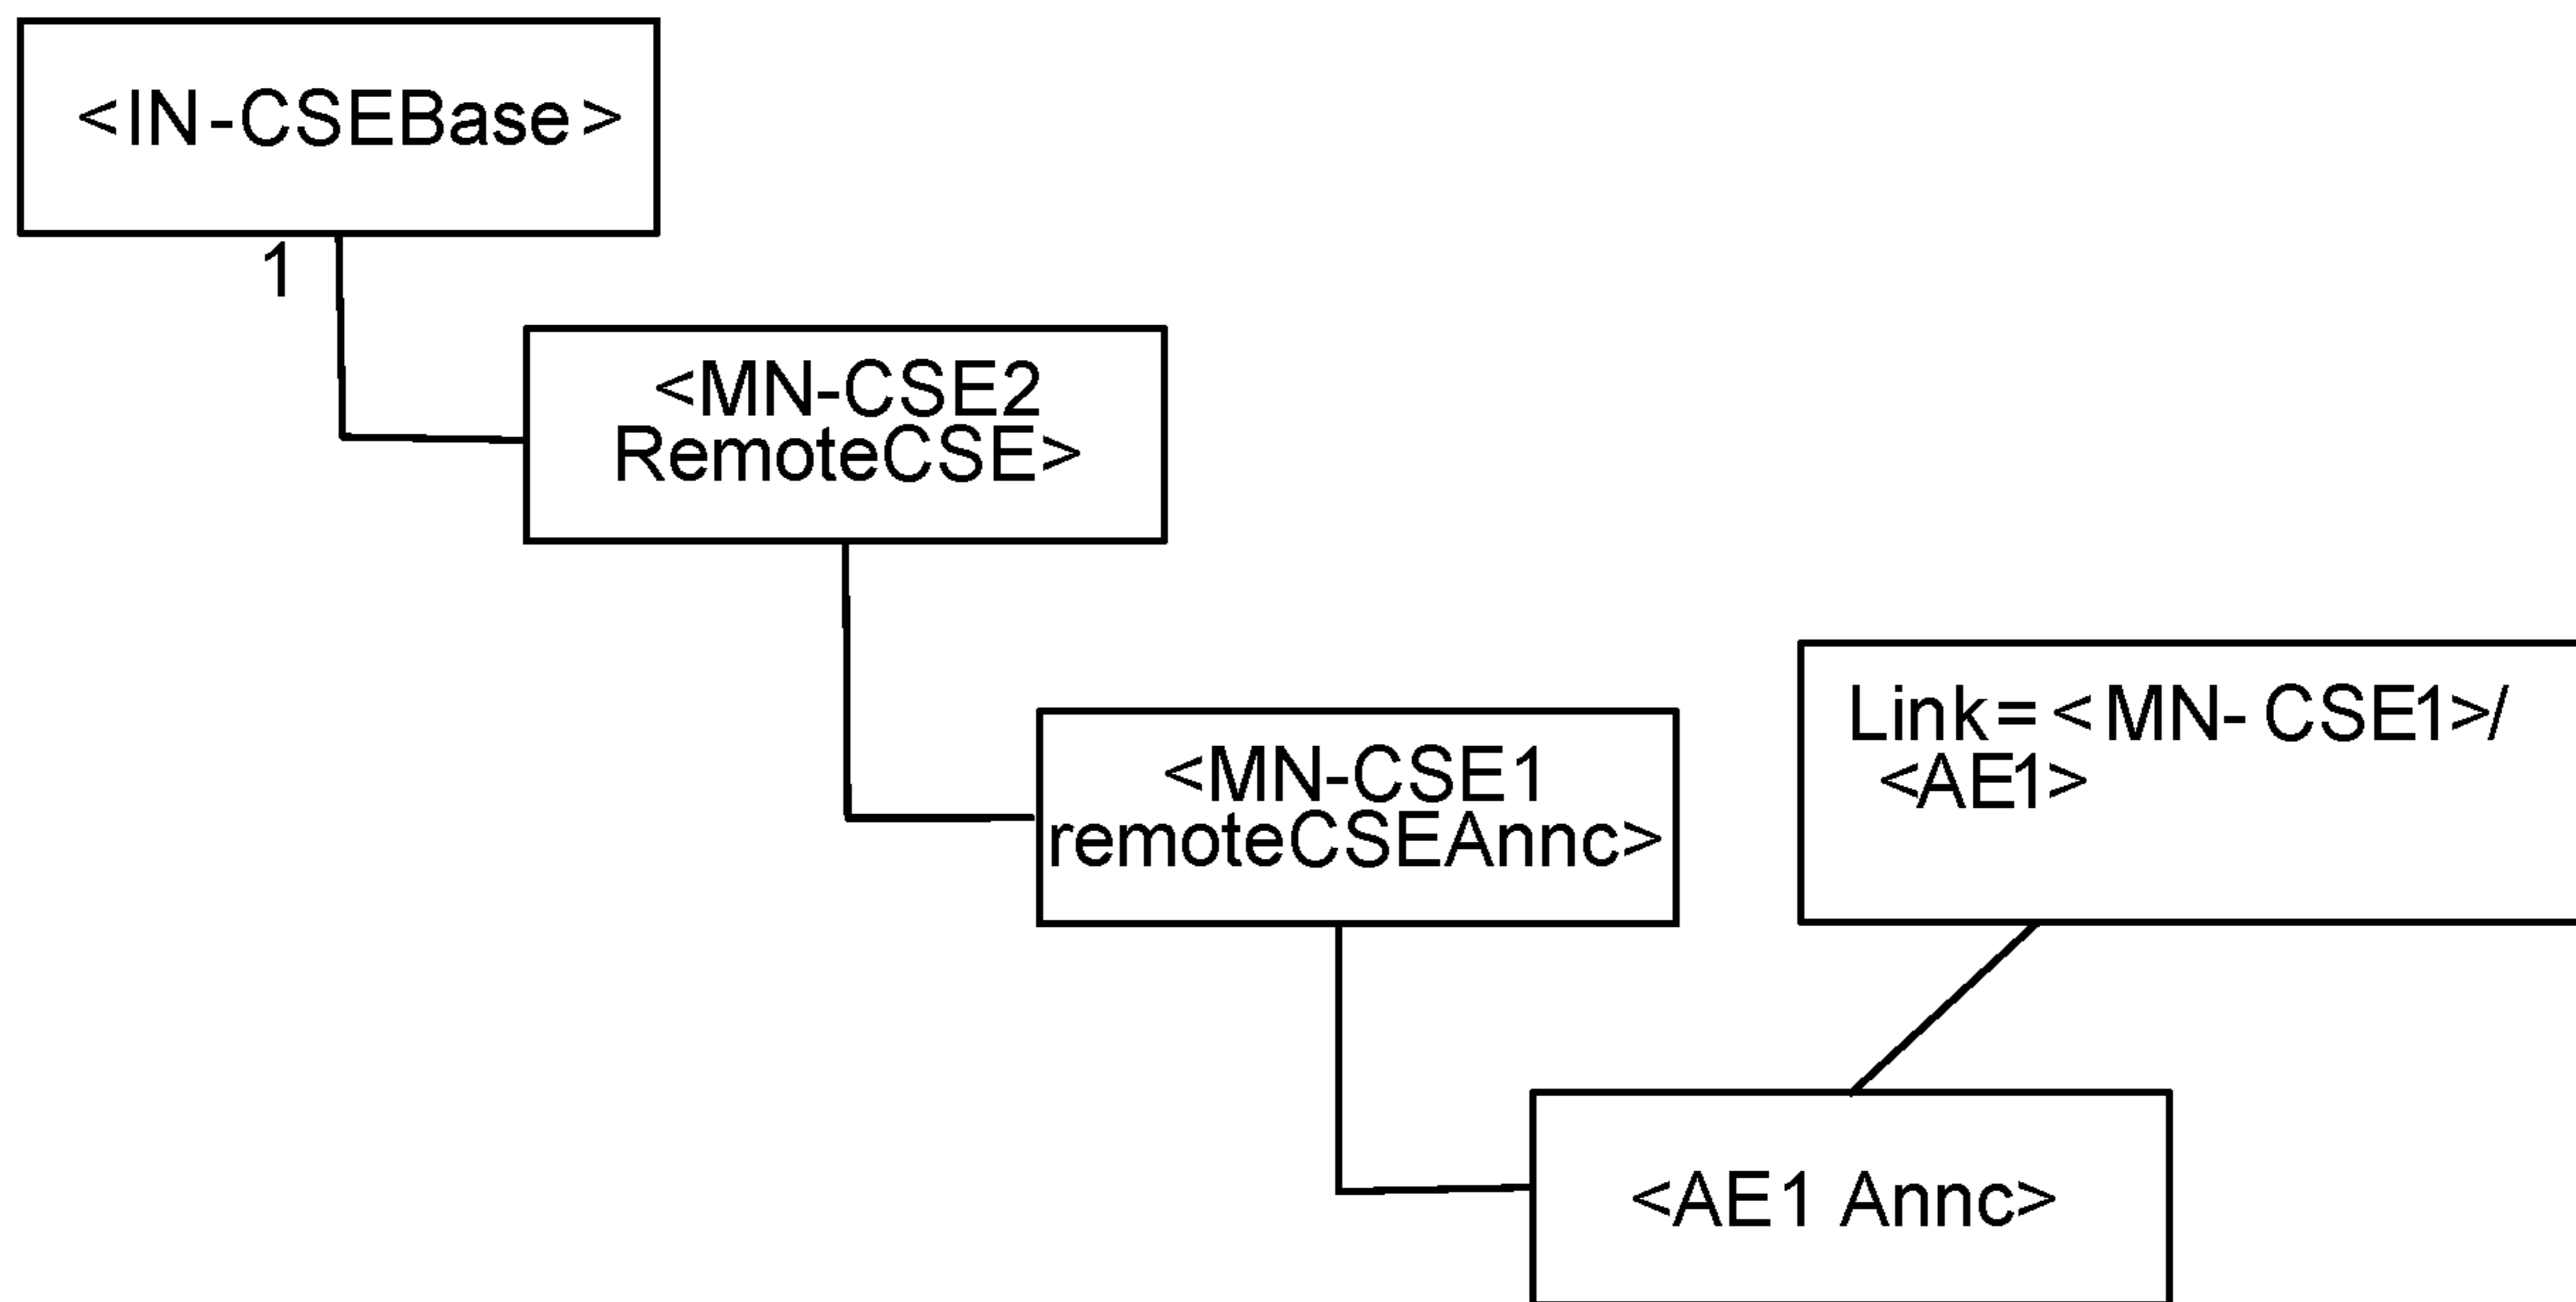 <IN-CSEBase>
1
<MN-CSE2
RemoteCSE>
<MN-CSE1
remoteCSEAnnc>
Link=<MN-CSE1>/
<AE1>
<AE1 Annc>